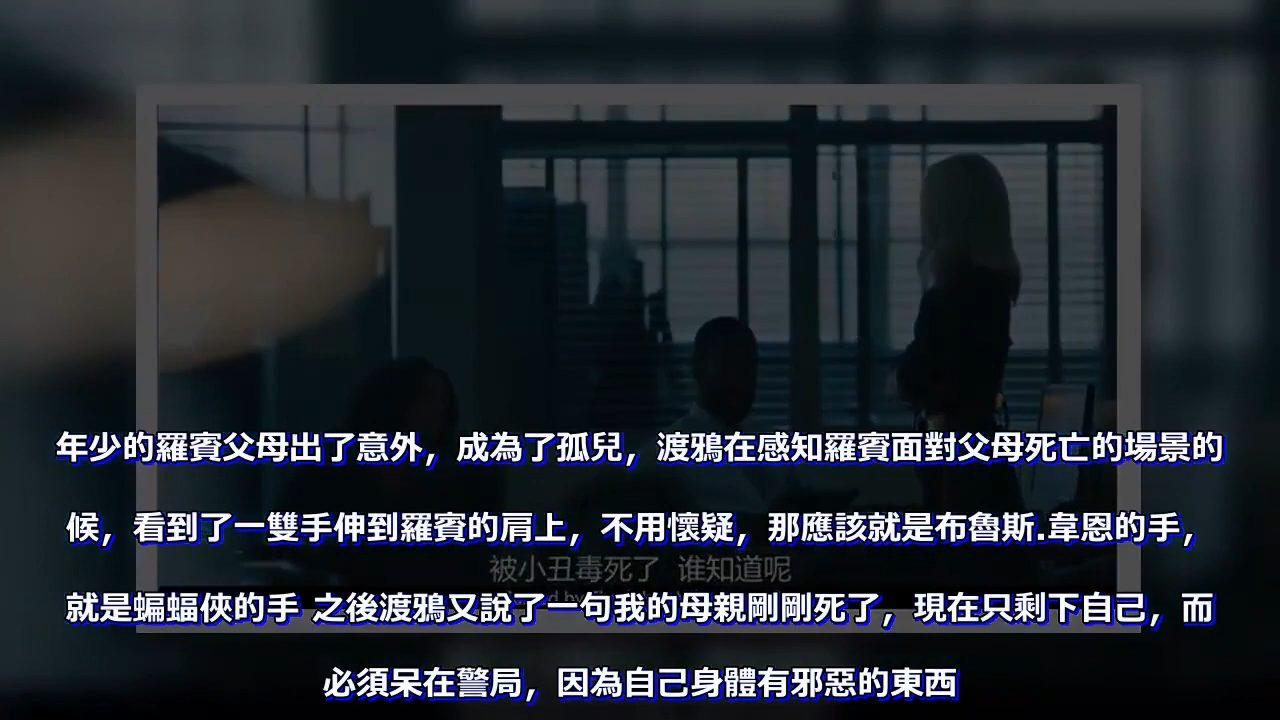 年少的羅賓父母出了意外，成為了孤兒，渡鴉在感知羅賓面對父母死亡的場景的
候，看到了一雙手伸到羅賓的肩上，不用懷疑，那應該就是布魯斯.韋恩的手，
被小丑毒死了 谁知道呢
就是蝙蝠俠的手 之後渡鴉又說了一句我的母親剛剛死了，現在只剩下自己，而
必須呆在警局，因為自己身體有邪惡的東西